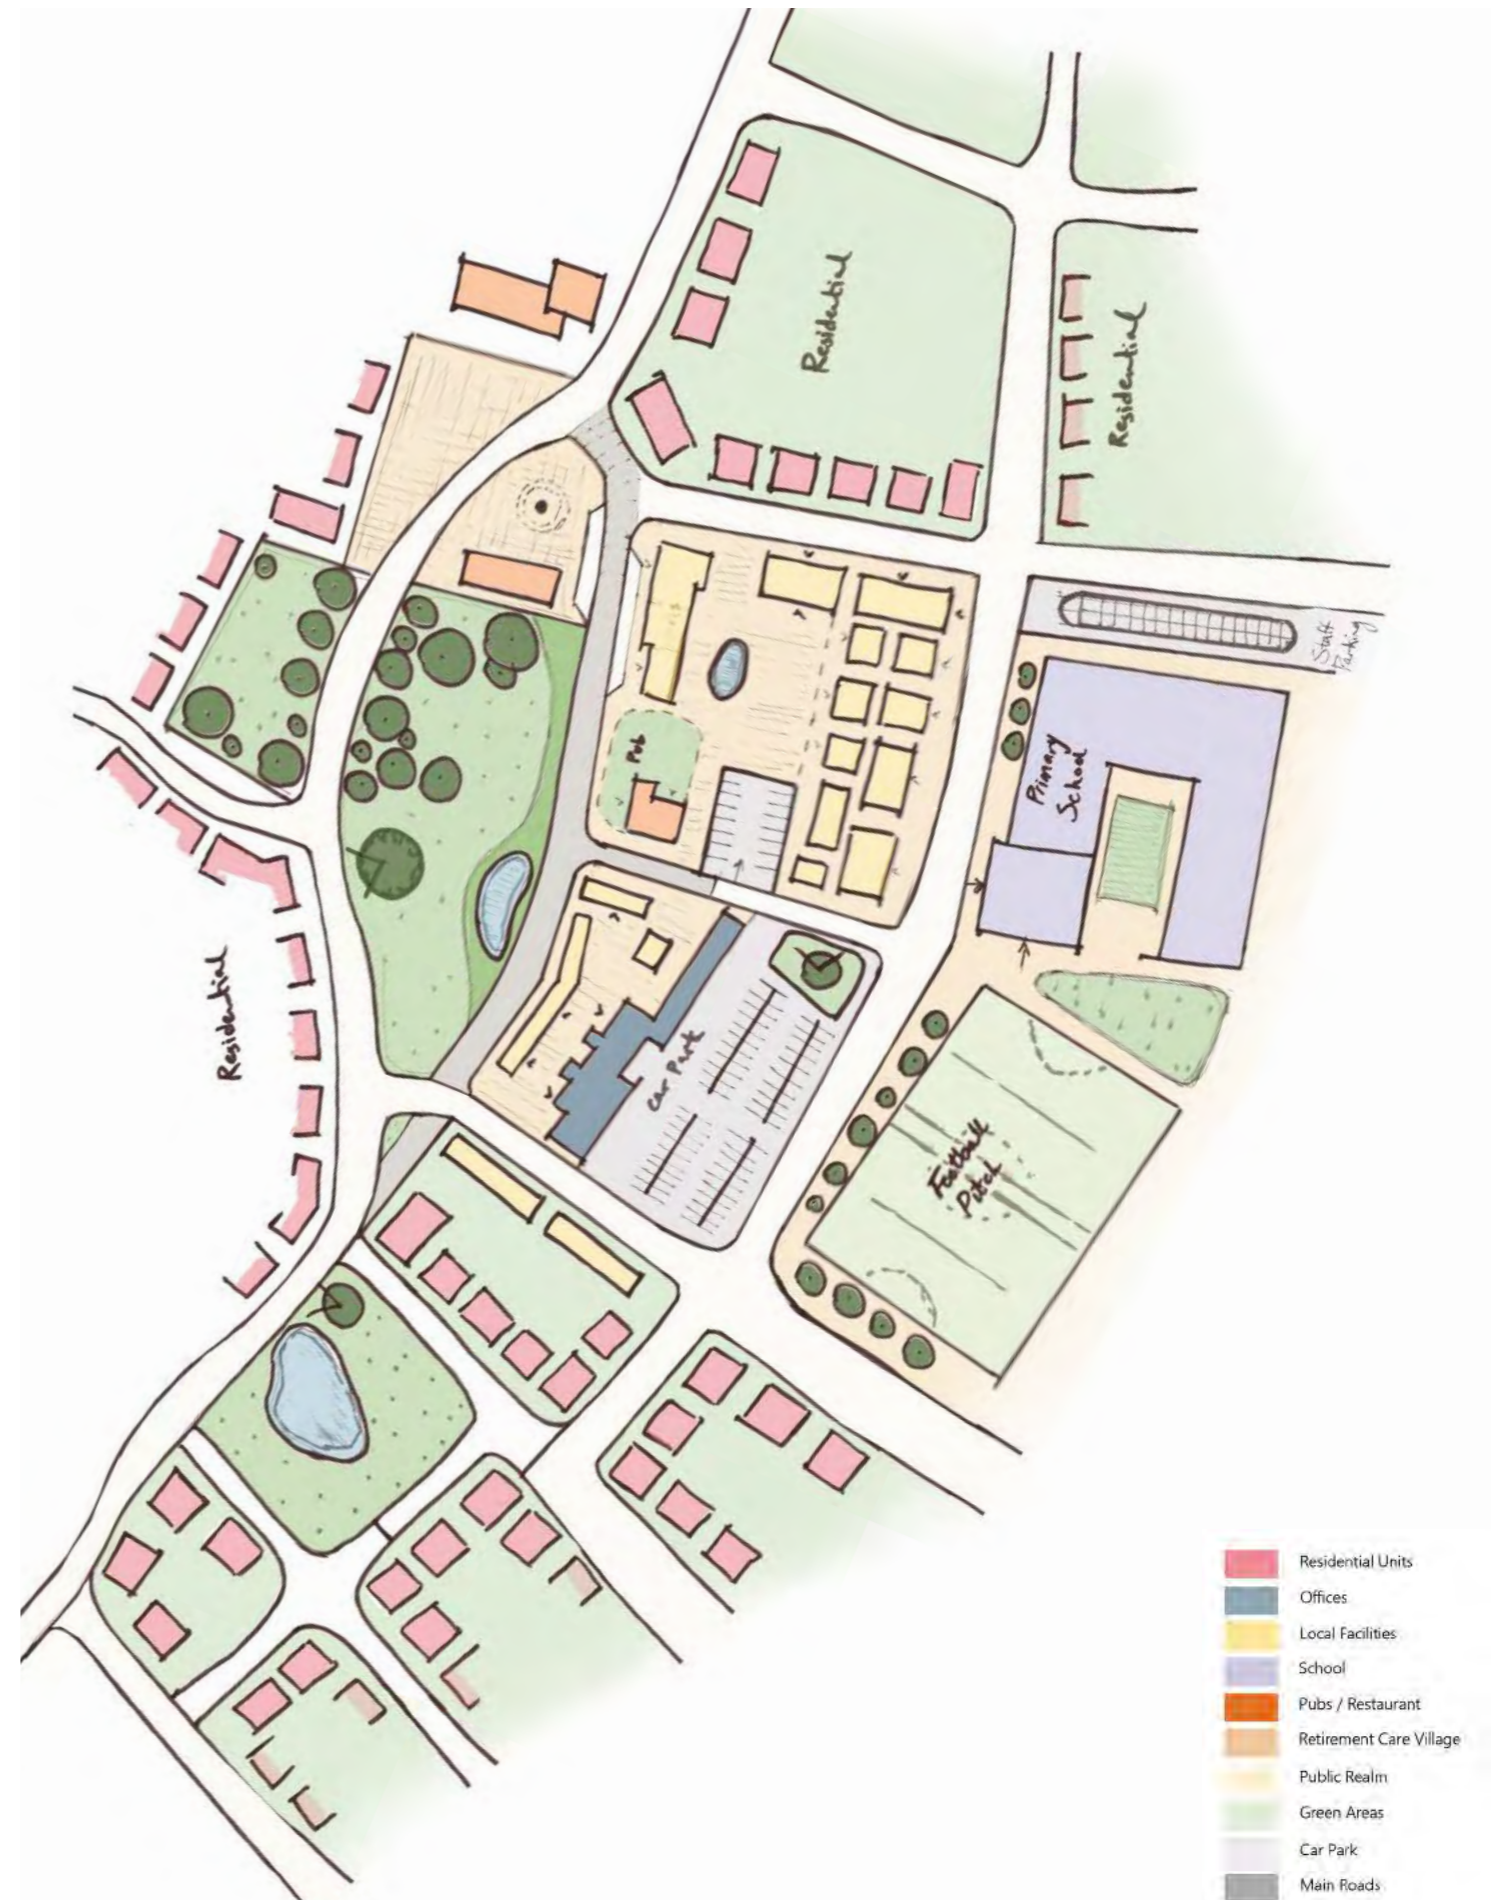 Residential
Residential
Staff
Parking
Primary
School
Pub
Residential
Car Park
Football
Pitch
Residential Units
Offices
Local Facilities
School
Pubs / Restaurant
Retirement Care Village
Public Realm
Green Areas
Car Park
Main Roads